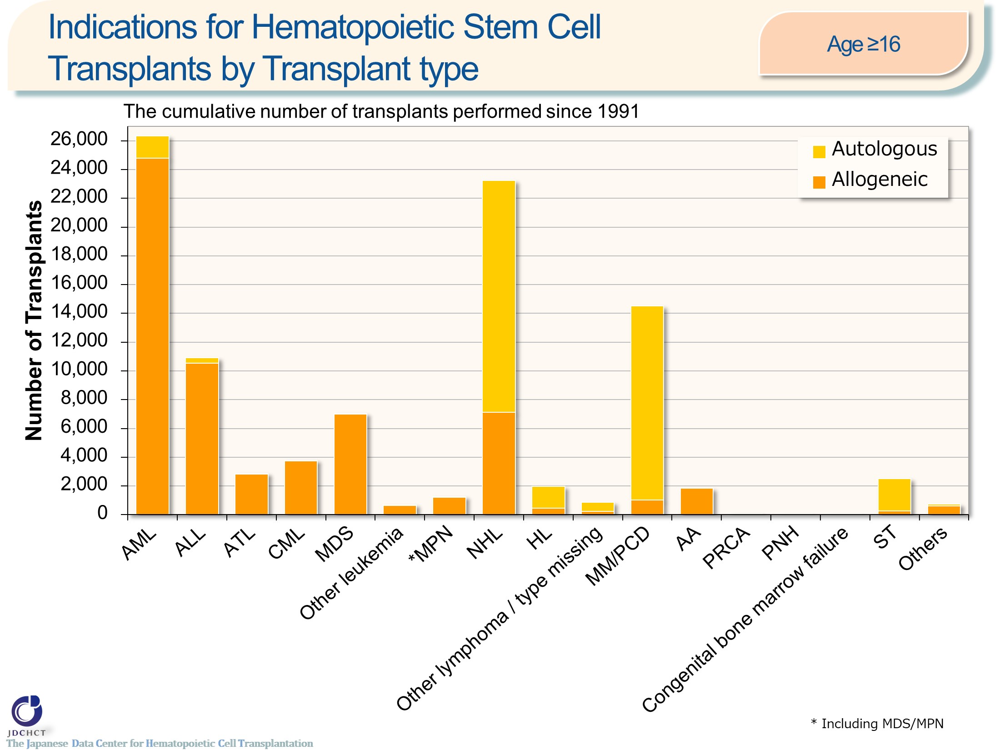 Indications for Hematopoietic Stem Cell
Transplants by Transplant type
Age ≥16
The cumulative number of transplants performed since 1991
Number of Transplants
26,000
24,000
22,000
20,000
18,000
16,000
14,000
12,000
10,000
8,000
6,000
4,000
2,000
0
Autologous
Allogeneic
AML
ALL
ATL
CML
MDS
Other leukemia
*MPN
NHL
HL
Other lymphoma / type missing
MM/PCD
AA
PRCA
PNH
Congenital bone marrow failure
ST
Others
* Including MDS/MPN
JDCHCT
The Japanese Data Center for Hematopoietic Cell Transplantation